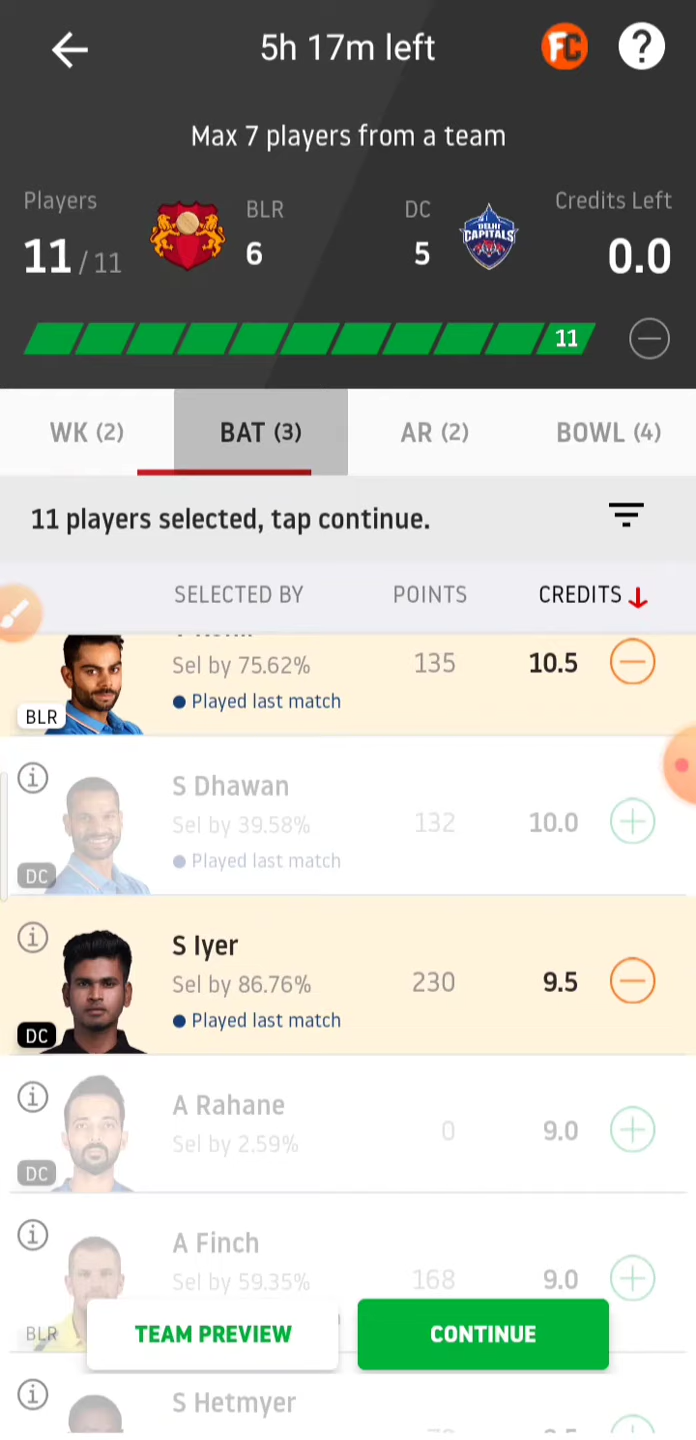 5h 17m left
FC
?
Max 7 players from a team
Players
BLR
DC
Credits Left
11 / 11
6
5
DELHI CAPITALS
0.0
11
WK (2)
BAT (3)
AR (2)
BOWL (4)
11 players selected, tap continue.
SELECTED BY
POINTS
CREDITS
Sel by 75.62%
135
10.5
Played last match
BLR
S Dhawan
Sel by 39.58%
132
10.0
Played last match
DC
S Iyer
Sel by 86.76%
230
9.5
Played last match
DC
A Rahane
Sel by 2.59%
0
9.0
DC
A Finch
Sel by 59.35%
168
9.0
BLR
TEAM PREVIEW
CONTINUE
S Hetmyer